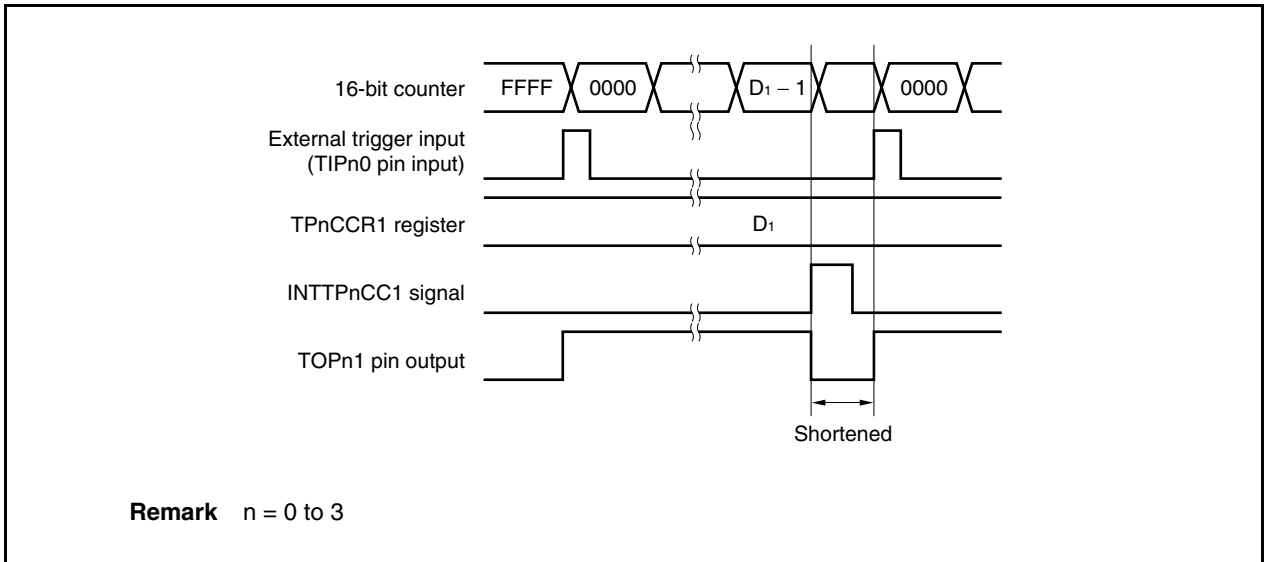 16-bit counter
FFFF 0000 D1 – 1 0000
External trigger input
(TIPn0 pin input)
TPnCCR1 register
D1
INTTPnCC1 signal
TOPn1 pin output
Shortened
Remark n = 0 to 3